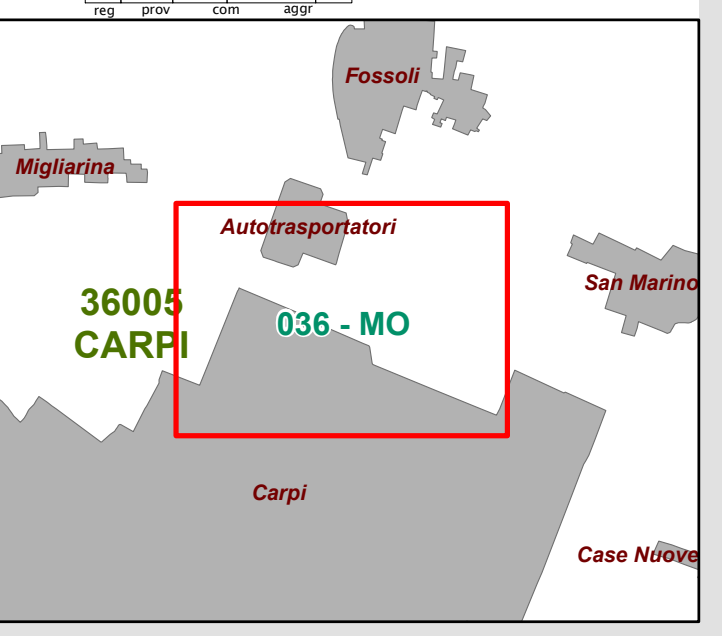 reg prov com aggr
Fossoli
Migliarina
Autotrasportatori
San Marino
36005
CARPI
036 - MO
Carpi
Case Nuove